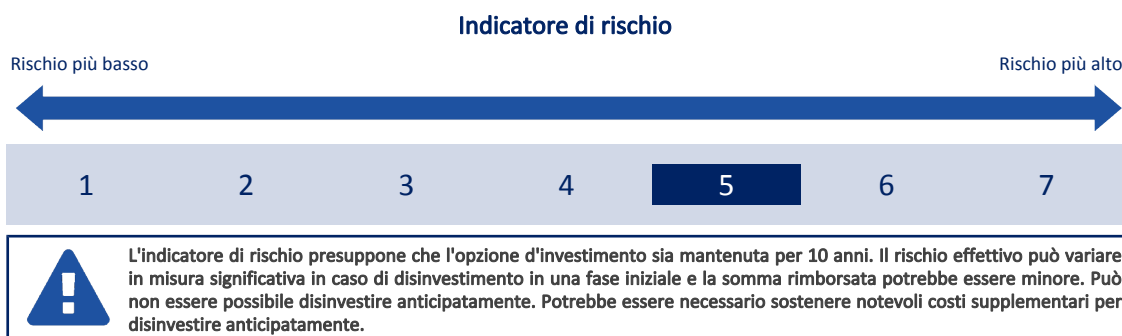 Indicatore di rischio
Rischio più basso
Rischio più alto
1 2 3 4 5 6 7
L'indicatore di rischio presuppone che l'opzione d'investimento sia mantenuta per 10 anni. Il rischio effettivo può variare
in misura significativa in caso di disinvestimento in una fase iniziale e la somma rimborsata potrebbe essere minore. Può
non essere possibile disinvestire anticipatamente. Potrebbe essere necessario sostenere notevoli costi supplementari per
disinvestire anticipatamente.